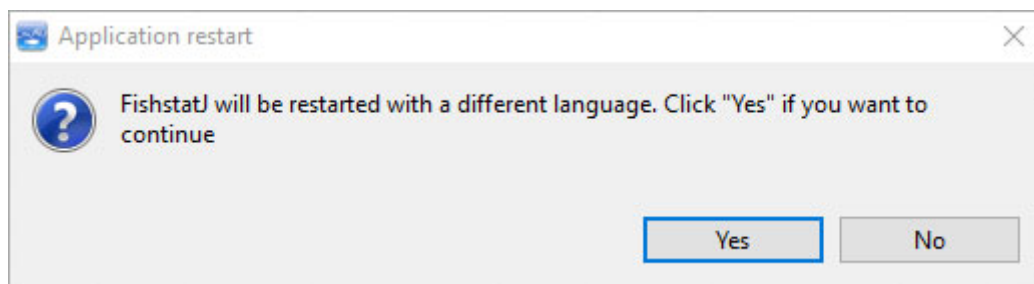 Application restart
FishstatJ will be restarted with a different language. Click "Yes" if you want to
continue
Yes
No